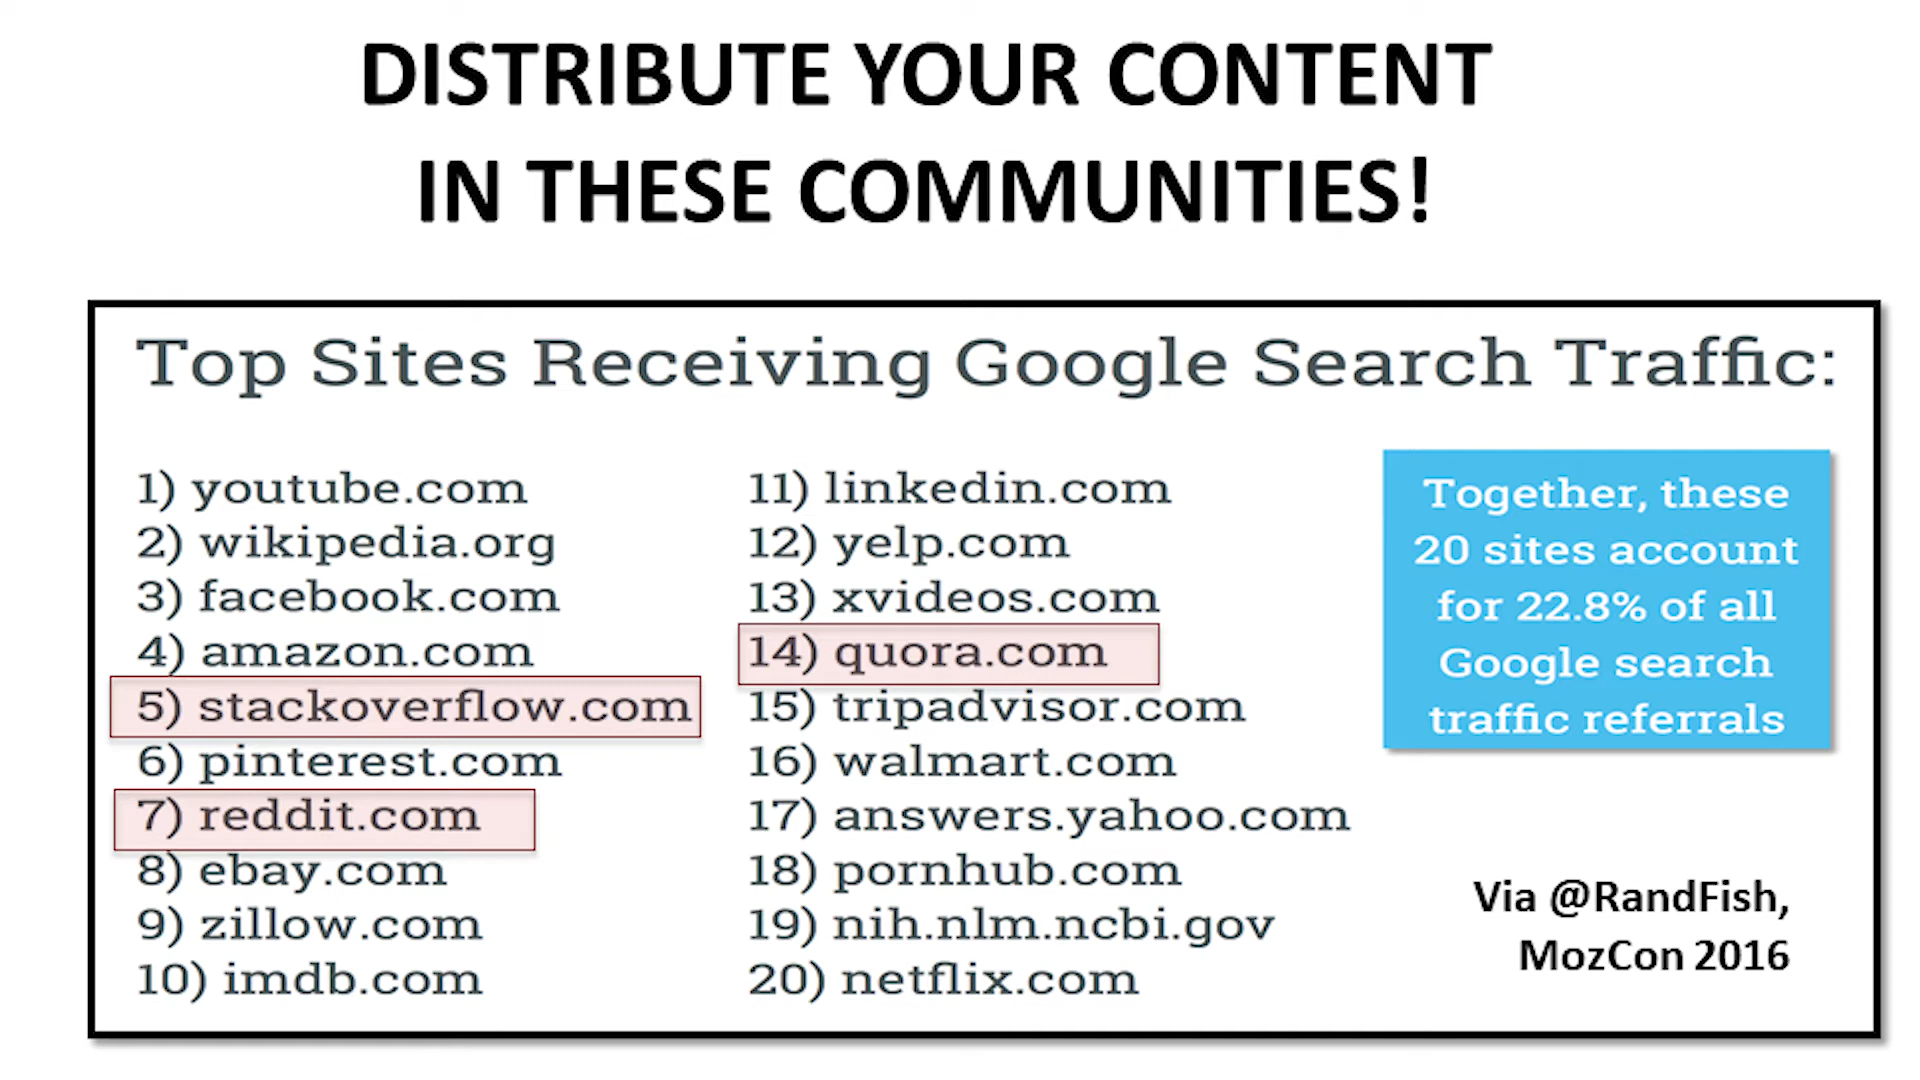 DISTRIBUTE YOUR CONTENT
IN THESE COMMUNITIES!
Top Sites Receiving Google Search Traffic:
1) youtube.com
2) wikipedia.org
3) facebook.com
4) amazon.com
5) stackoverflow.com
6) pinterest.com
7) reddit.com
8) ebay.com
9) zillow.com
10) imdb.com
11) linkedin.com
12) yelp.com
13) xvideos.com
14) quora.com
15) tripadvisor.com
16) walmart.com
17) answers.yahoo.com
18) pornhub.com
19) nih.nlm.ncbi.gov
20) netflix.com
Together, these
20 sites account
for 22.8% of all
Google search
traffic referrals
Via @RandFish,
MozCon 2016